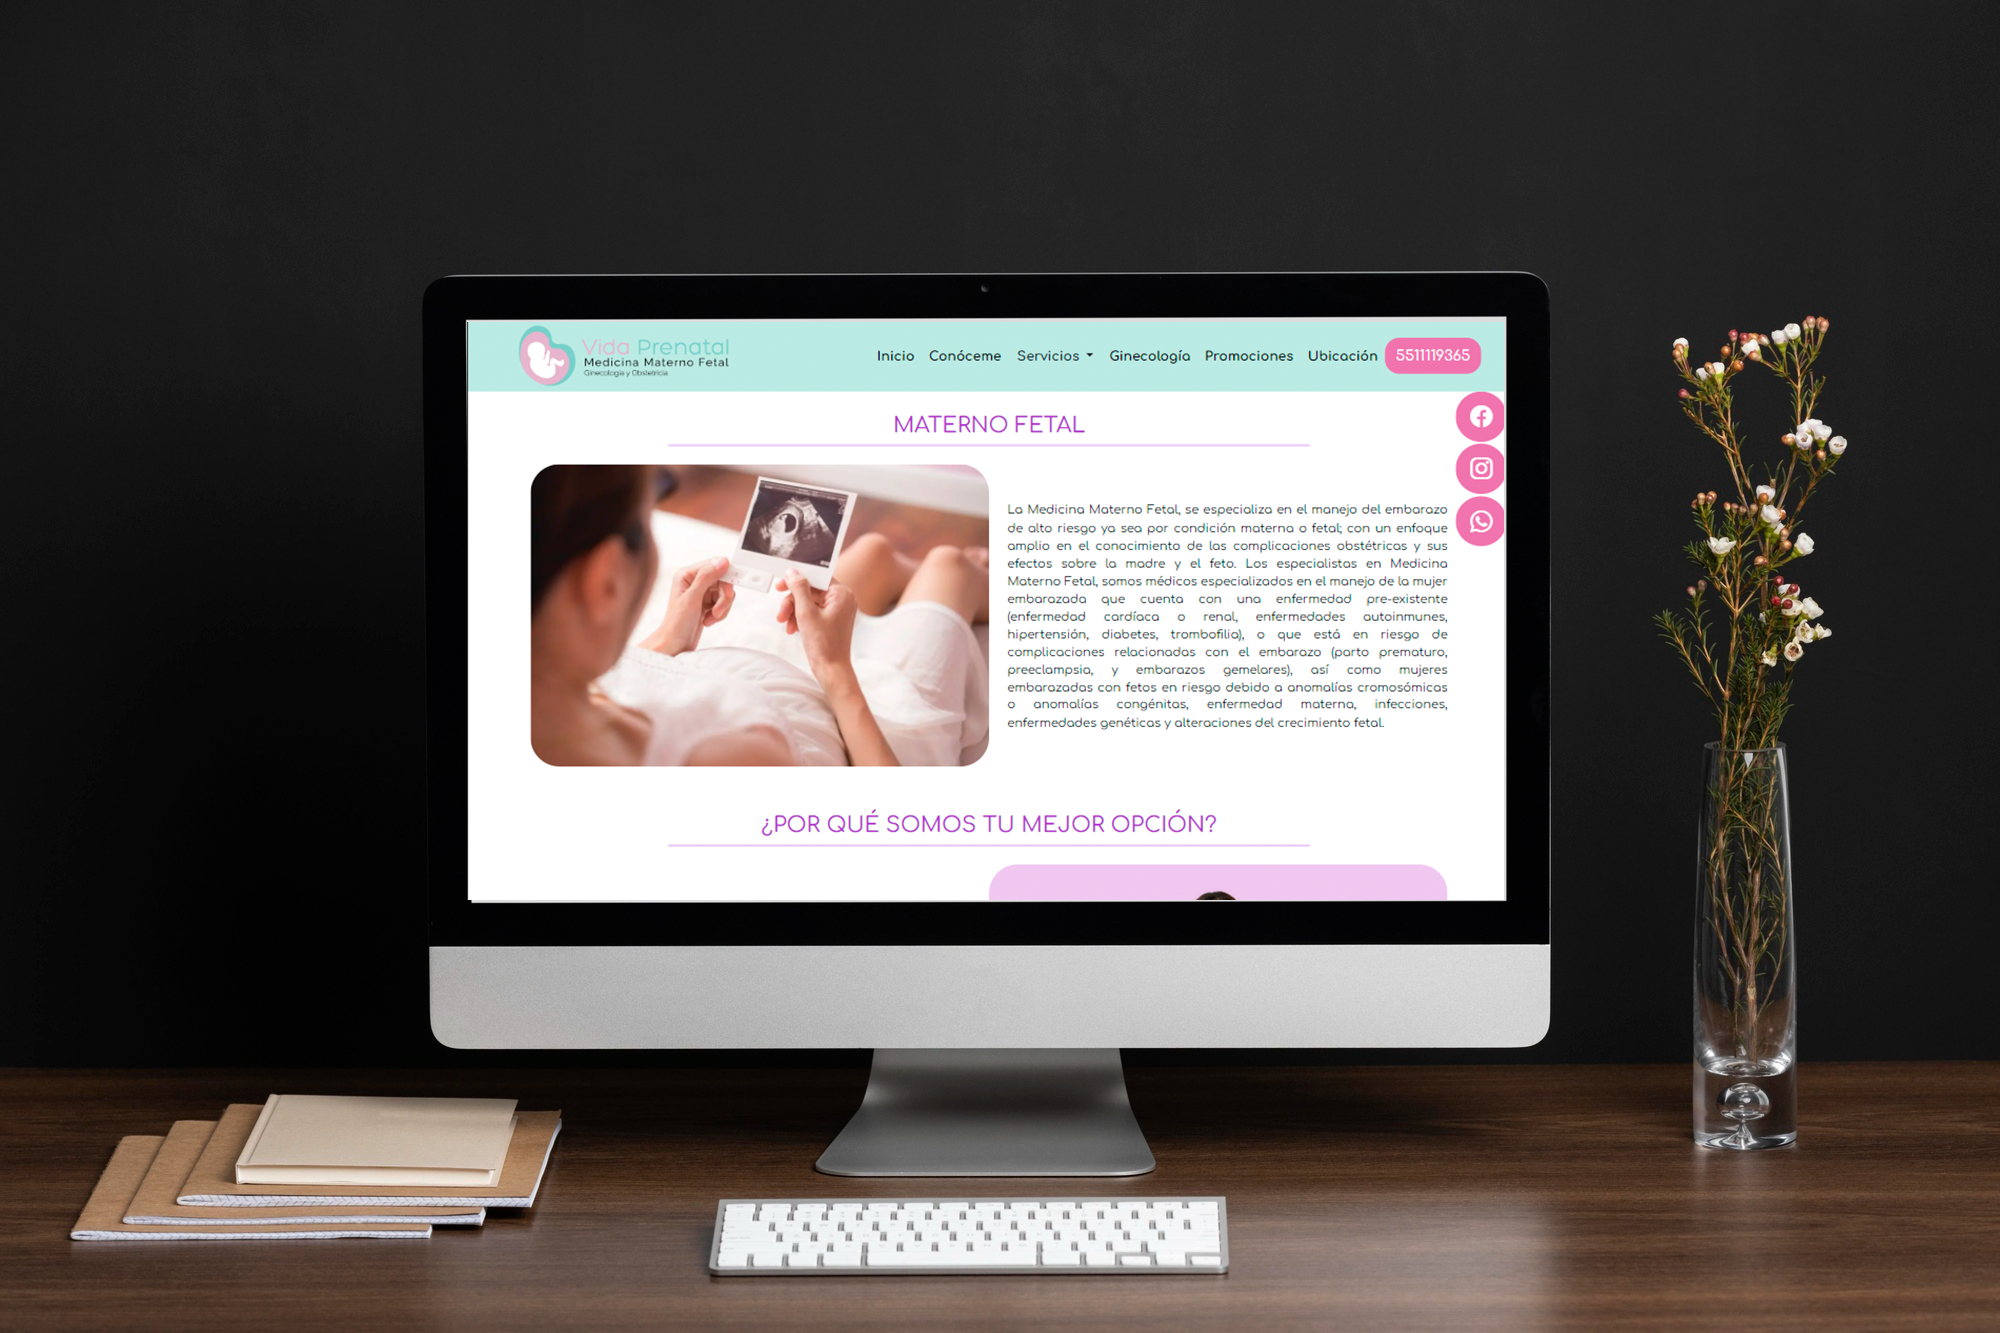 Vida Prenatal
Medicina Materno Fetal
Ginecología y Obstetricia
Inicio Conóceme Servicios Ginecología Promociones Ubicación 5511119365
MATERNO FETAL
La Medicina Materno Fetal, se especializa en el manejo del embarazo
de alto riesgo ya sea por condición materna o fetal; con un enfoque
amplio en el conocimiento de las complicaciones obstétricas y sus
efectos sobre la madre y el feto. Los especialistas en Medicina
Materno Fetal, somos médicos especializados en el manejo de la mujer
embarazada que cuenta con una enfermedad pre-existente
(enfermedad cardíaca o renal, enfermedades autoinmunes,
hipertensión, diabetes, trombofilia), o que está en riesgo de
complicaciones relacionadas con el embarazo (parto prematuro,
preeclampsia, y embarazos gemelares), así como mujeres
embarazadas con fetos en riesgo debido a anomalías cromosómicas
o anomalías congénitas, enfermedad materna, infecciones,
enfermedades genéticas y alteraciones del crecimiento fetal.
¿POR QUÉ SOMOS TU MEJOR OPCIÓN?